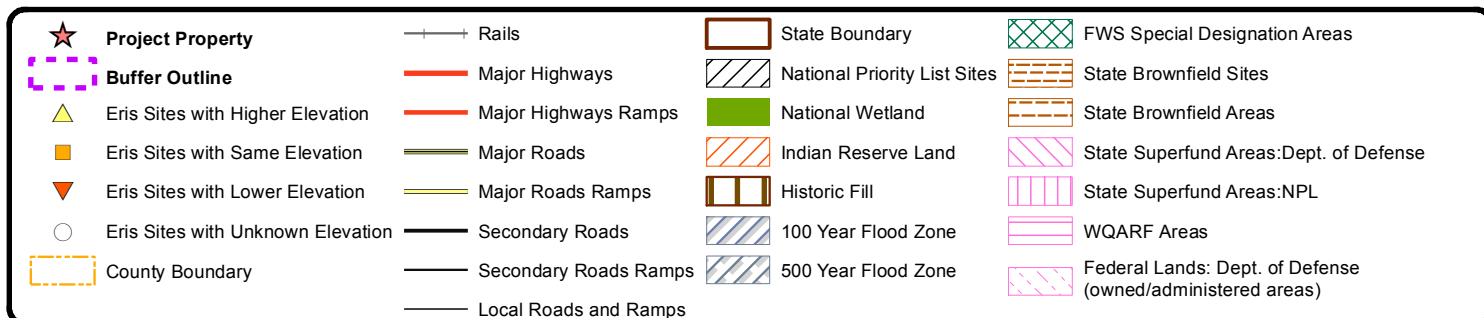 Project Property
Buffer Outline
Eris Sites with Higher Elevation
Eris Sites with Same Elevation
Eris Sites with Lower Elevation
Eris Sites with Unknown Elevation
County Boundary
Rails
Major Highways
Major Highways Ramps
Major Roads
Major Roads Ramps
Secondary Roads
Secondary Roads Ramps
Local Roads and Ramps
State Boundary
National Priority List Sites
National Wetland
Indian Reserve Land
Historic Fill
100 Year Flood Zone
500 Year Flood Zone
FWS Special Designation Areas
State Brownfield Sites
State Brownfield Areas
State Superfund Areas:Dept. of Defense
State Superfund Areas:NPL
WQARF Areas
Federal Lands: Dept. of Defense
(owned/administered areas)